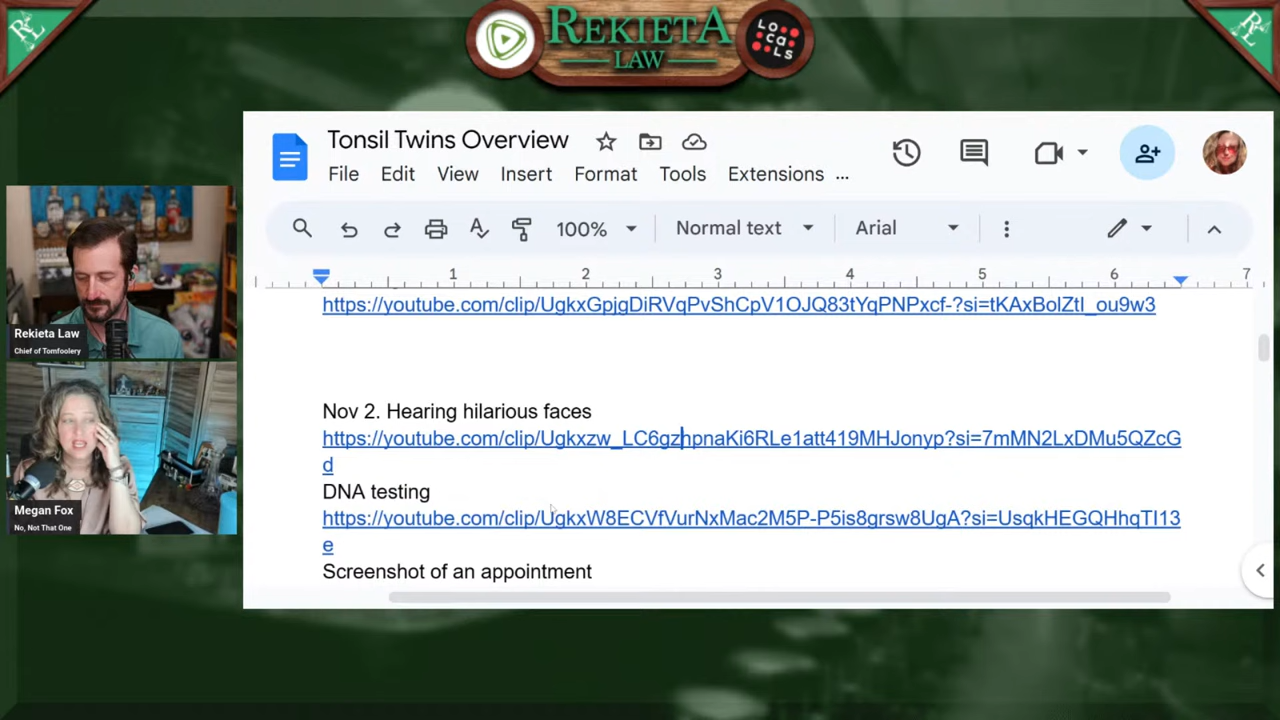 RL
REKIETA
LAW
LOCALS
RL
Tonsil Twins Overview
File Edit View Insert Format Tools Extensions ...
100% Normal text Arial
1 2 3 4 5 6 7
https://youtube.com/clip/UgkxGpjgDiRVqPvShCpV1OJQ83tYqPNPxcf-?si=tKAxBolZtI_ou9w3
Nov 2. Hearing hilarious faces
https://youtube.com/clip/Ugkxzw_LC6gzhpnaKi6RLe1att419MHJonyp?si=7mMN2LxDMu5QZcG
d
DNA testing
https://youtube.com/clip/UgkxW8ECVfVurNxMac2M5P-P5is8grsw8UgA?si=UsqkHEGQHhqTI13
e
Screenshot of an appointment
Rekieta Law
Chief of Tomfoolery
Megan Fox
No, Not That One